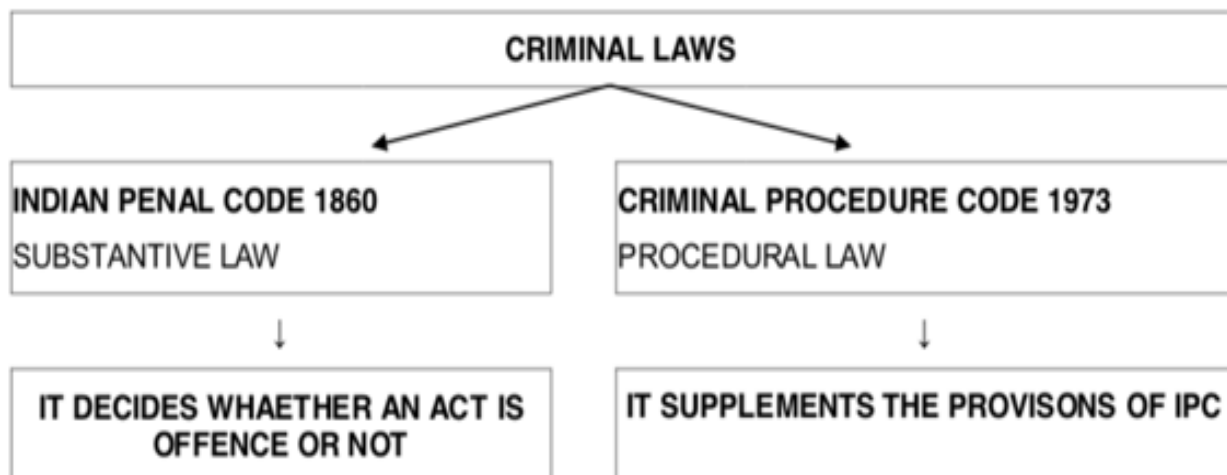 CRIMINAL LAWS
INDIAN PENAL CODE 1860
SUBSTANTIVE LAW
CRIMINAL PROCEDURE CODE 1973
PROCEDURAL LAW
IT DECIDES WHAETHER AN ACT IS
OFFENCE OR NOT
IT SUPPLEMENTS THE PROVISONS OF IPC